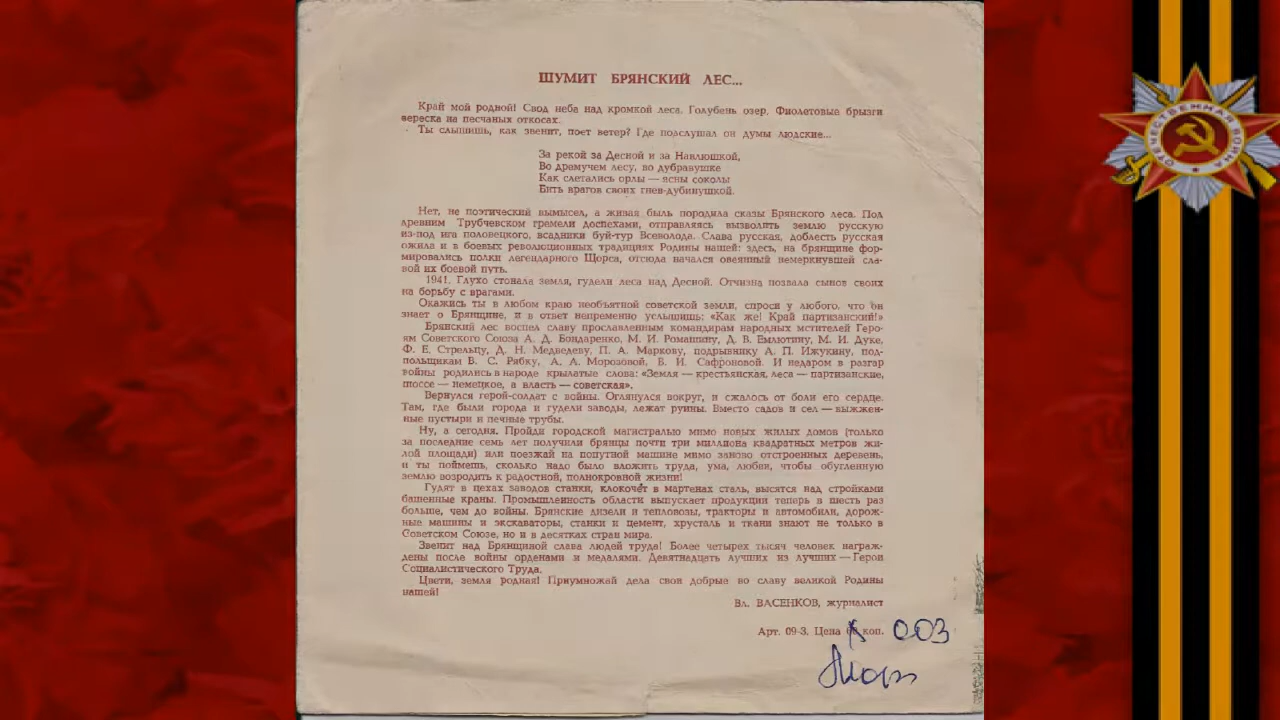 ШУМИТ БРЯНСКИЙ ЛЕС...
Край мой родной! Свод неба над кромкой леса. Голубень озер. Фиолетовые брызги
вереска на песчаных откосах.
Ты слышишь, как звенит, поет ветер? Где подслушал он думы людские...
За рекой за Десной и за Навлюшкой,
Во дремучем лесу, во дубравушке
Как слетались орлы — ясны соколы
Бить врагов своих гнев-дубинушкой.
Нет, не поэтический вымысел, а живая быль породила сказы Брянского леса. Под
древним Трубчевском гремели доспехами, отправляясь вызволить землю русскую
из-под ига половецкого, всадники буй-тур Всеволода. Слава русская, доблесть русская
ожила и в боевых революционных традициях Родины нашей: здесь, на брянщине фор-
мировались полки легендарного Щорса, отсюда начался овеянный немеркнувшей сла-
вой их боевой путь.
1941. Глухо стонала земля, гудели леса над Десной. Отчизна позвала сынов своих
на борьбу с врагами.
Окажись ты в любом краю необъятной советской земли, спроси у любого, что он
знает о Брянщине, и в ответ непременно услышишь: «Как же! Край партизанский!»
Брянский лес воспел славу прославленным командирам народных мстителей Геро-
ям Советского Союза А. Д. Бондаренко, М. И. Ромашину, Д. В. Емлютину, М. И. Дуке,
Ф. Е. Стрельцу, Д. Н. Медведеву, П. А. Маркову, подрывнику А. П. Ижукину, под-
польщикам В. С. Рябку, А. А. Морозовой, В. И. Сафроновой. И недаром в разгар
войны родились в народе крылатые слова: «Земля — крестьянская, леса — партизанские,
шоссе — немецкое, а власть — советская».
Вернулся герой-солдат с войны. Оглянулся вокруг, и сжалось от боли его сердце.
Там, где были города и гудели заводы, лежат руины. Вместо садов и сел — выжжен-
ные пустыри и печные трубы.
Ну, а сегодня. Пройди городской магистралью мимо новых жилых домов (только
за последние семь лет получили брянцы почти три миллиона квадратных метров жи-
лой площади) или поезжай на попутной машине мимо заново отстроенных деревень,
и ты поймешь, сколько надо было вложить труда, ума, любви, чтобы обугленную
землю возродить к радостной, полнокровной жизни!
Гудят в цехах заводов станки, клокочет в мартенах сталь, высятся над стройками
башенные краны. Промышленность области выпускает продукции теперь в шесть раз
больше, чем до войны. Брянские дизели и тепловозы, тракторы и автомобили, дорож-
ные машины и экскаваторы, станки и цемент, хрусталь и ткани знают не только в
Советском Союзе, но и в десятках стран мира.
Звенит над Брянщиной слава людей труда! Более четырех тысяч человек награж-
дены после войны орденами и медалями. Девятнадцать лучших из лучших — Герои
Социалистического Труда.
Цвети, земля родная! Приумножай дела свои добрые во славу великой Родины
нашей!
Вл. ВАСЕНКОВ, журналист
Арт. 09-3. Цена коп. 003
ОТЕЧЕСТВЕННАЯ ВОЙНА